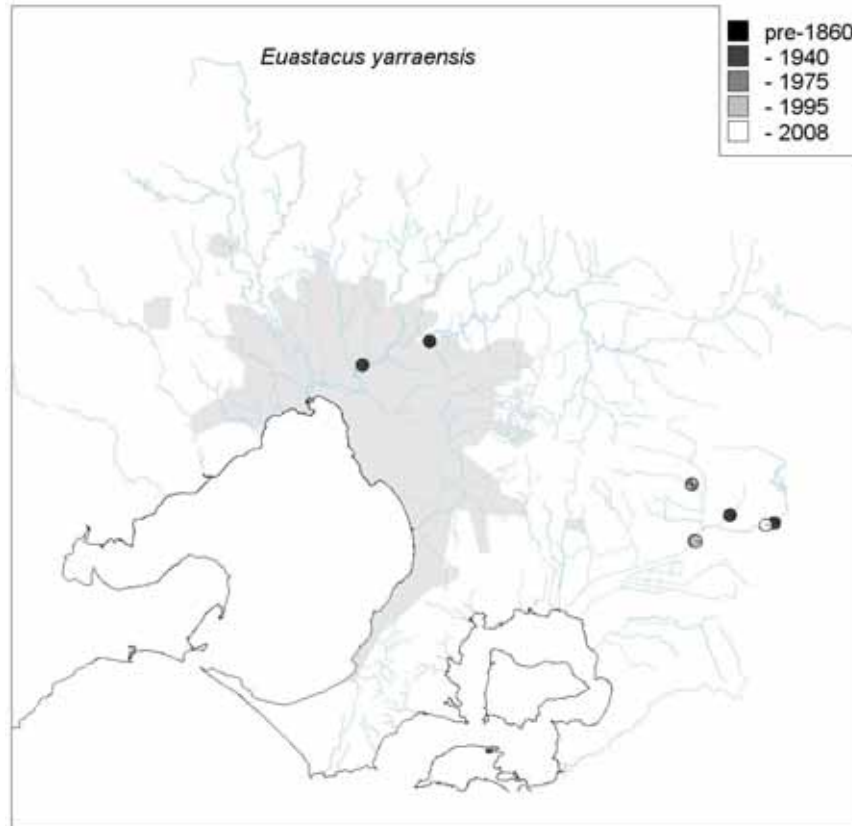 Euastacus yarraensis
pre-1860
- 1940
- 1975
- 1995
- 2008